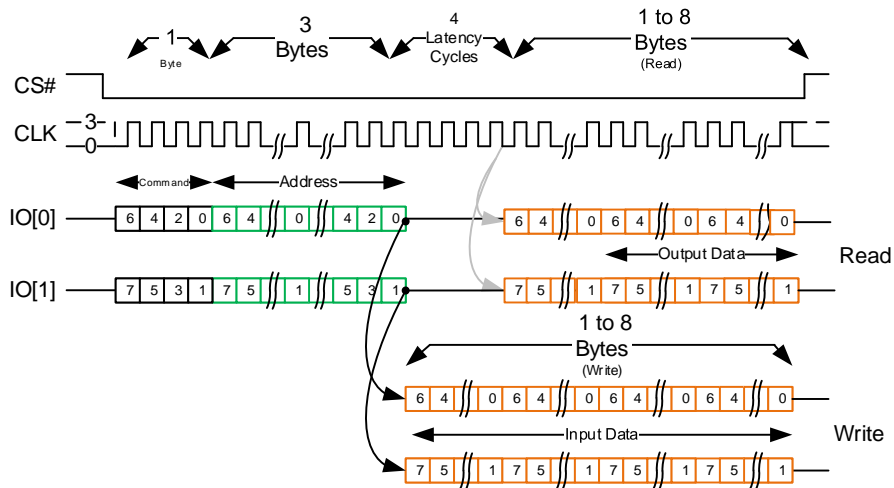 1 3 4 1 to 8
Byte Bytes Latency Cycles Bytes
(Read)
CS#
CLK 3 0
Command Address
IO[0] 6 4 2 0 6 4 0 4 2 0 6 4 0 6 4 0 6 4 0
Output Data Read
IO[1] 7 5 3 1 7 5 1 5 3 1 7 5 1 7 5 1 7 5 1
1 to 8
Bytes
(Write)
6 4 0 6 4 0 6 4 0 6 4 0
Input Data Write
7 5 1 7 5 1 7 5 1 7 5 1